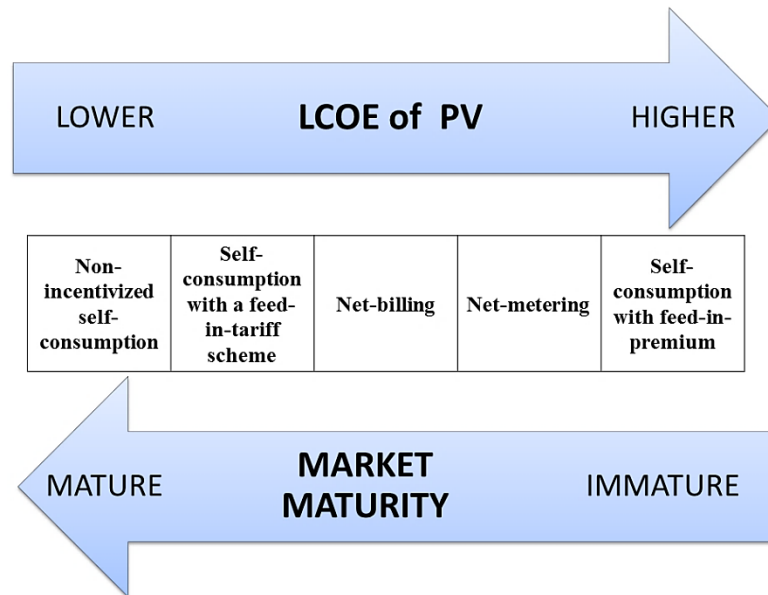 LOWER LCOE of PV HIGHER
Non-
incentivized
self-
consumption
Self-
consumption
with a feed-
in-tariff
scheme
Net-billing
Net-metering
Self-
consumption
with feed-in-
premium
MATURE
MARKET
MATURITY
IMMATURE